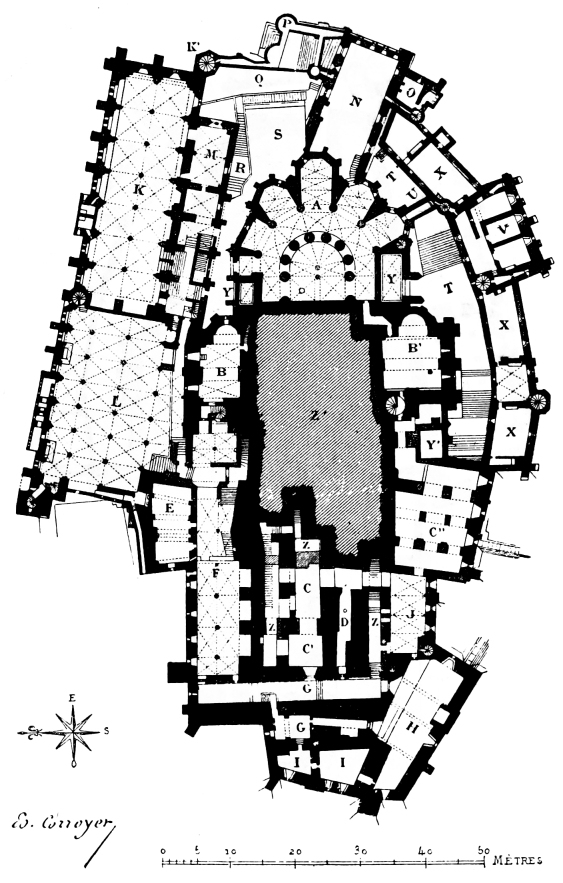 P
K'
Q
O
N
S
M
R
T
X
K
U
A
V
Y
Y
T
X
B
B'
L
Z'
X
Y'
E
C"
Z
F
C
J
Z
D
Z
C'
G
H
G
I
I
E
S
Ed. Corroyer,
0 5 10 20 30 40 50 MÈTRES